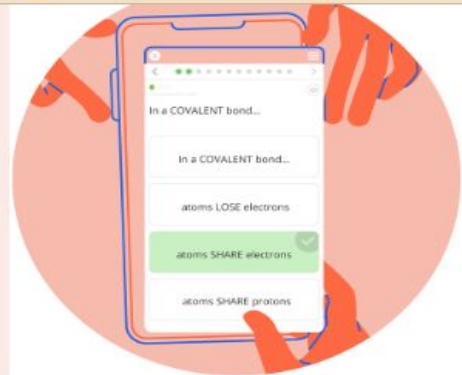 In a COVALENT bond...
In a COVALENT bond...
atoms LOSE electrons
atoms SHARE electrons
atoms SHARE protons